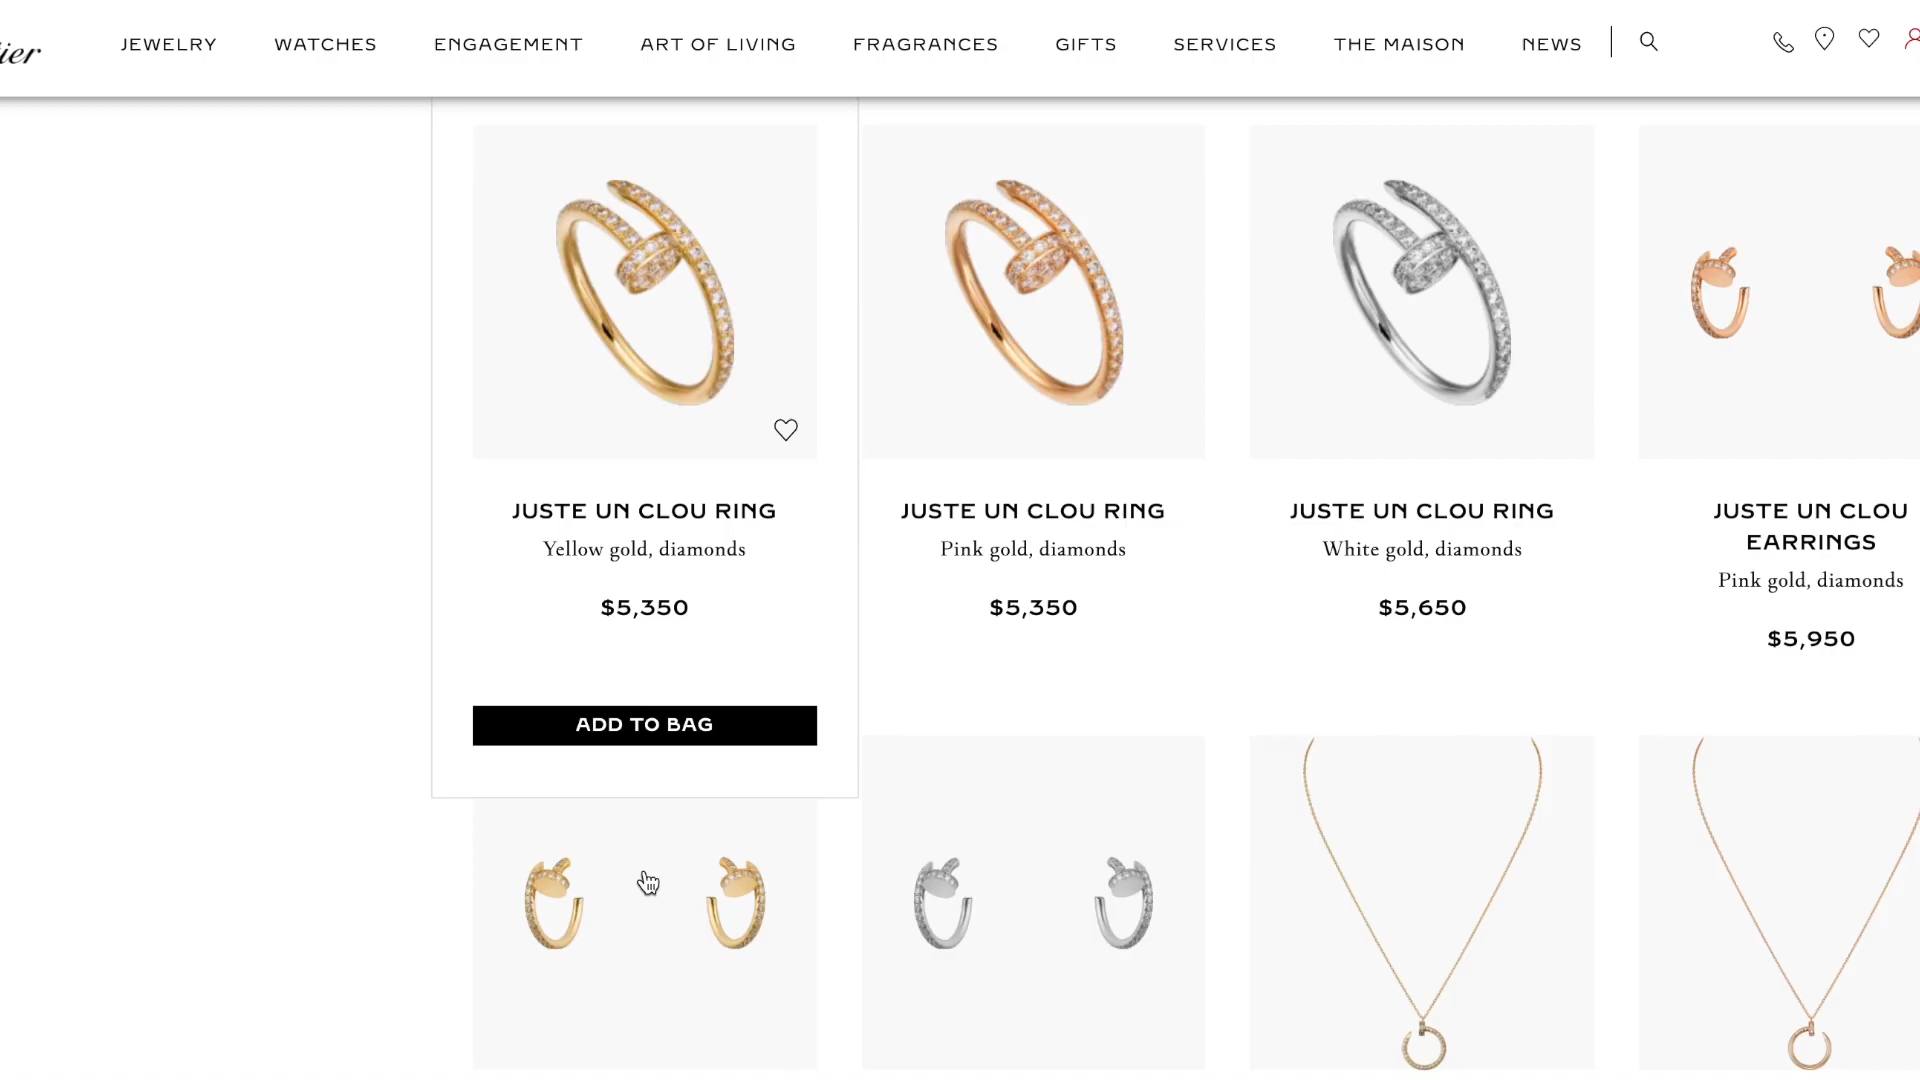 ier
JEWELRY WATCHES ENGAGEMENT ART OF LIVING FRAGRANCES GIFTS SERVICES THE MAISON NEWS
JUSTE UN CLOU RING
Yellow gold, diamonds
$5,350
ADD TO BAG
JUSTE UN CLOU RING
Pink gold, diamonds
$5,350
JUSTE UN CLOU RING
White gold, diamonds
$5,650
JUSTE UN CLOU
EARRINGS
Pink gold, diamonds
$5,950